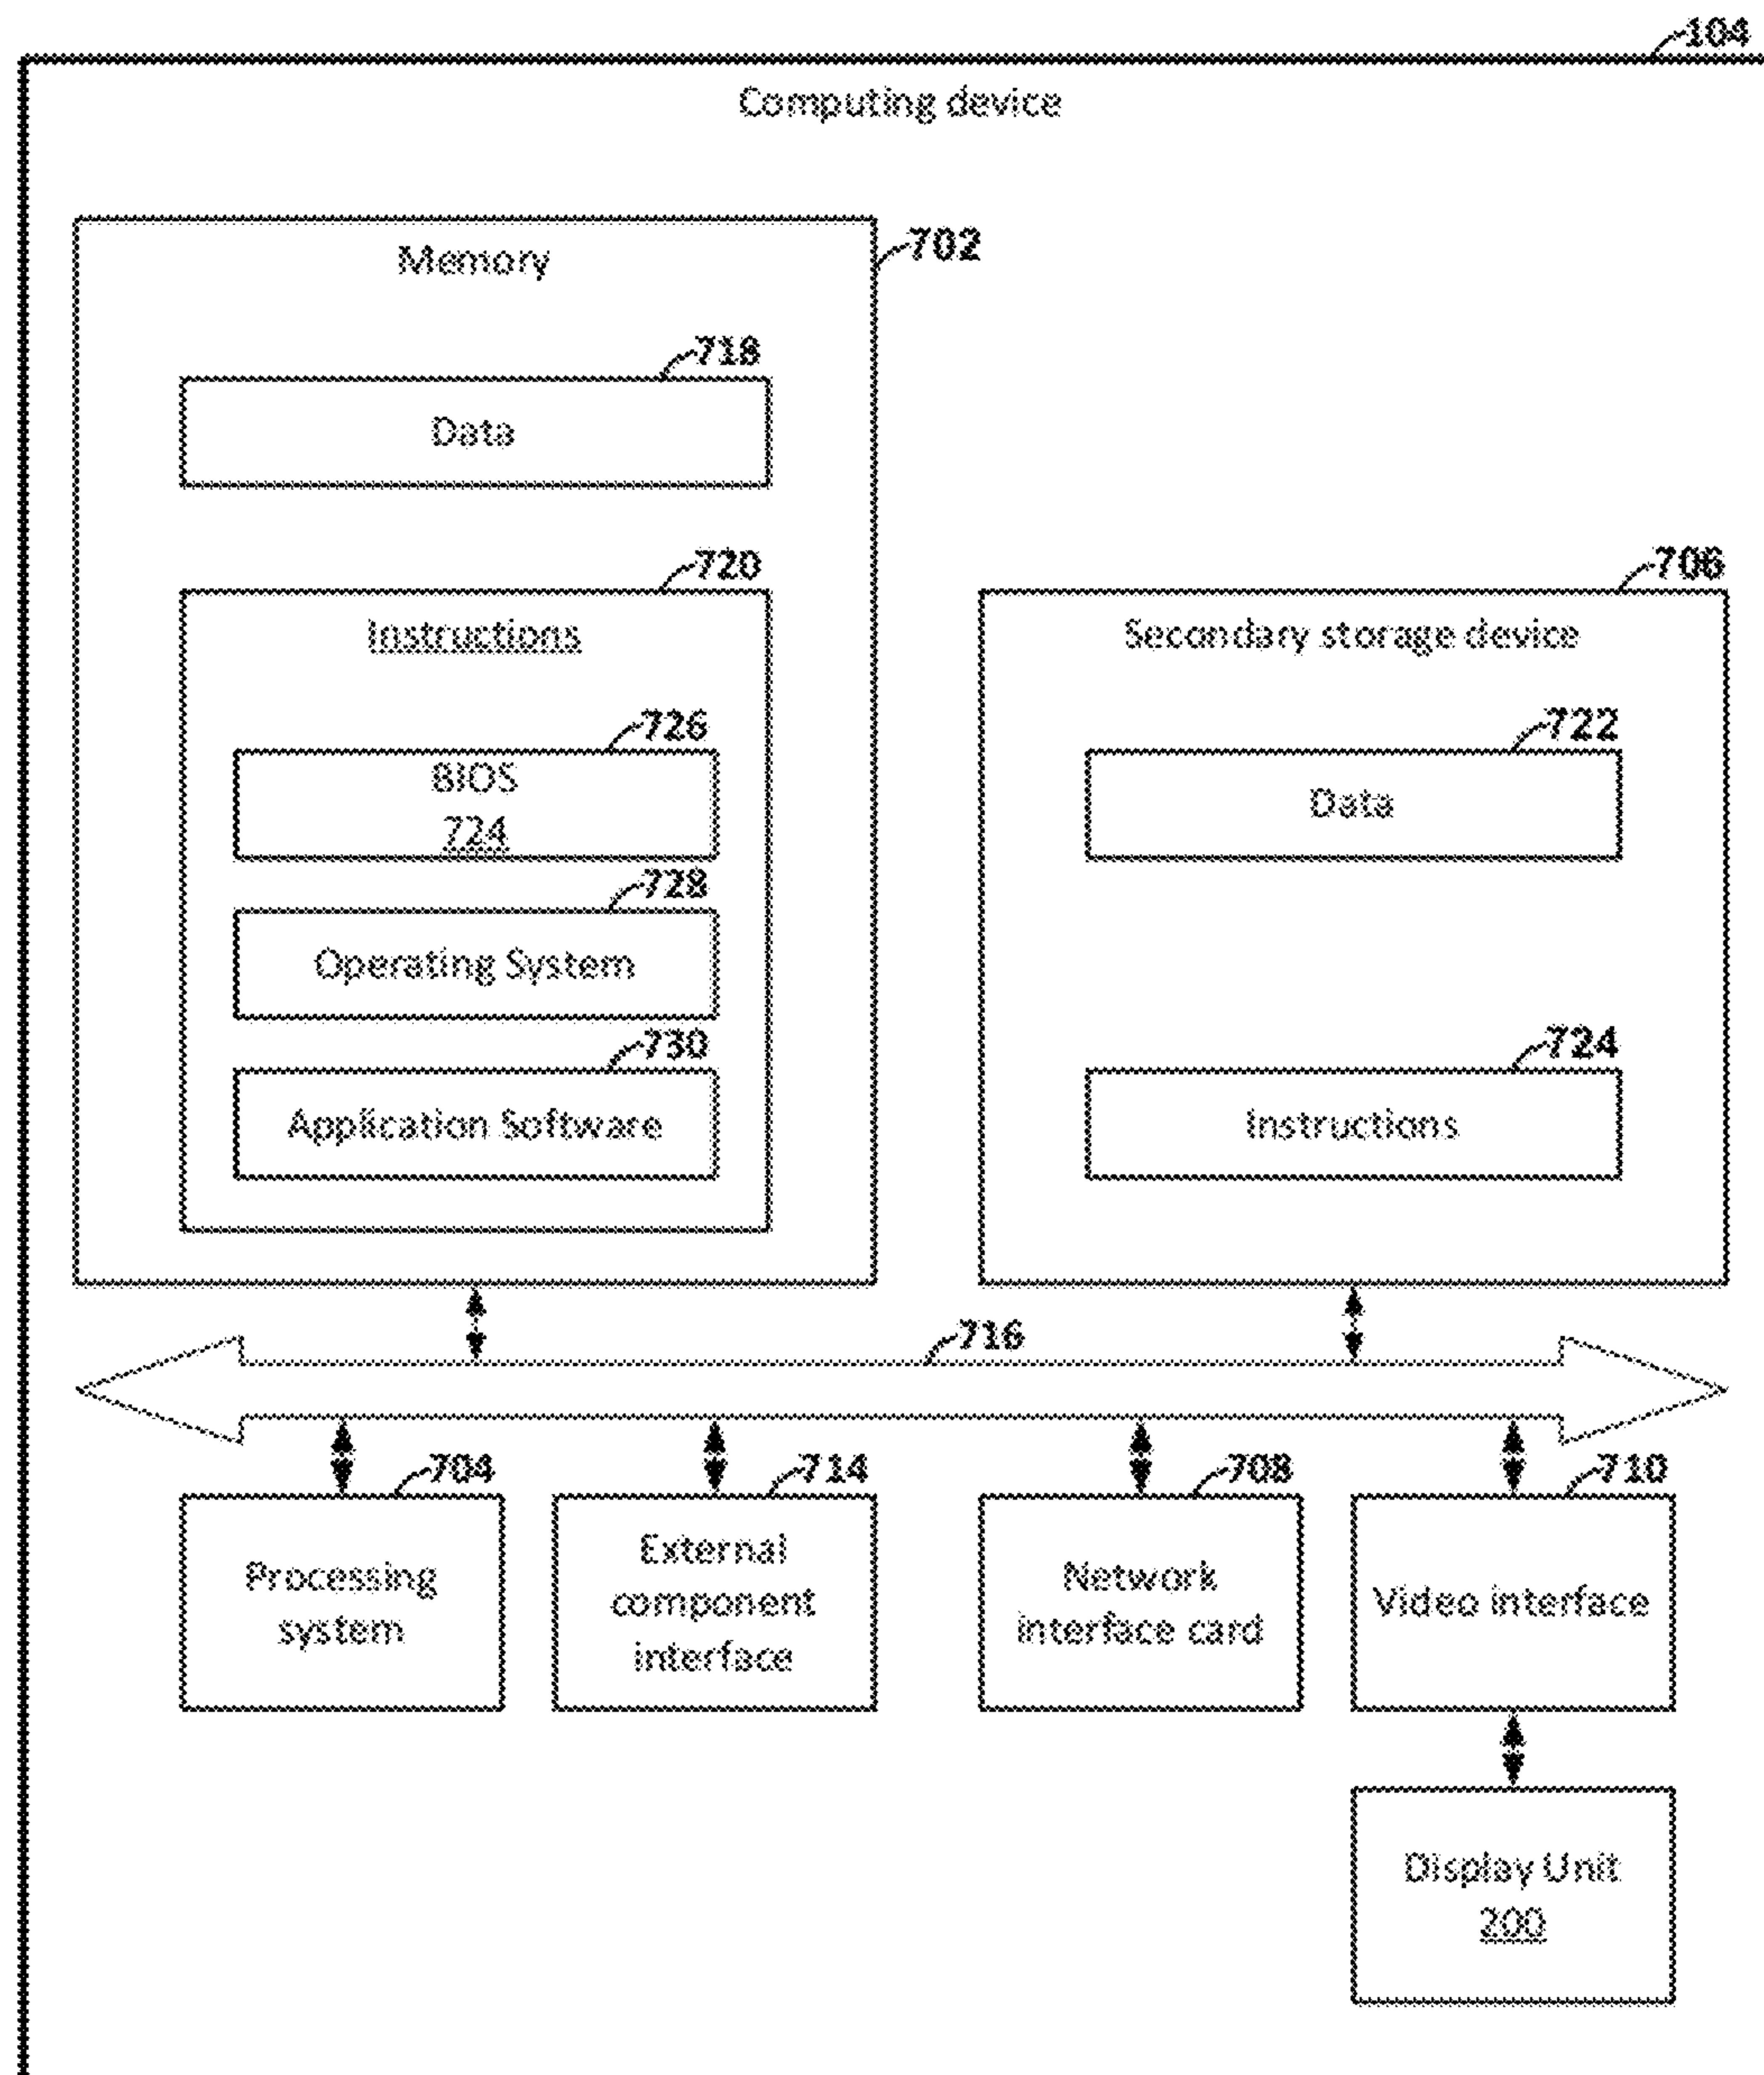 104
Computing device
Memory
702
718
Data
720
Instructions
726
BIOS
724
728
Operating System
730
Application Software
706
Secondary storage device
722
Data
724
Instructions
716
704
Processing
system
714
External
component
interface
708
Network
interface card
710
Video interface
Display Unit
200